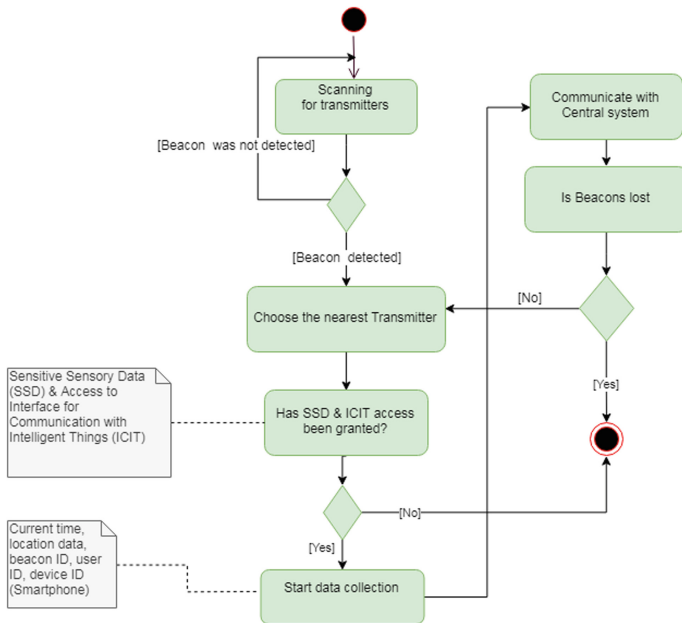 Scanning
for transmitters
[Beacon was not detected]
[Beacon detected]
Choose the nearest Transmitter
Sensitive Sensory Data
(SSD) & Access to
Interface for
Communication with
Intelligent Things (ICIT)
Has SSD & ICIT access
been granted?
[No]
[Yes]
Current time,
location data,
beacon ID, user
ID, device ID
(Smartphone)
Start data collection
Communicate with
Central system
Is Beacons lost
[No]
[Yes]